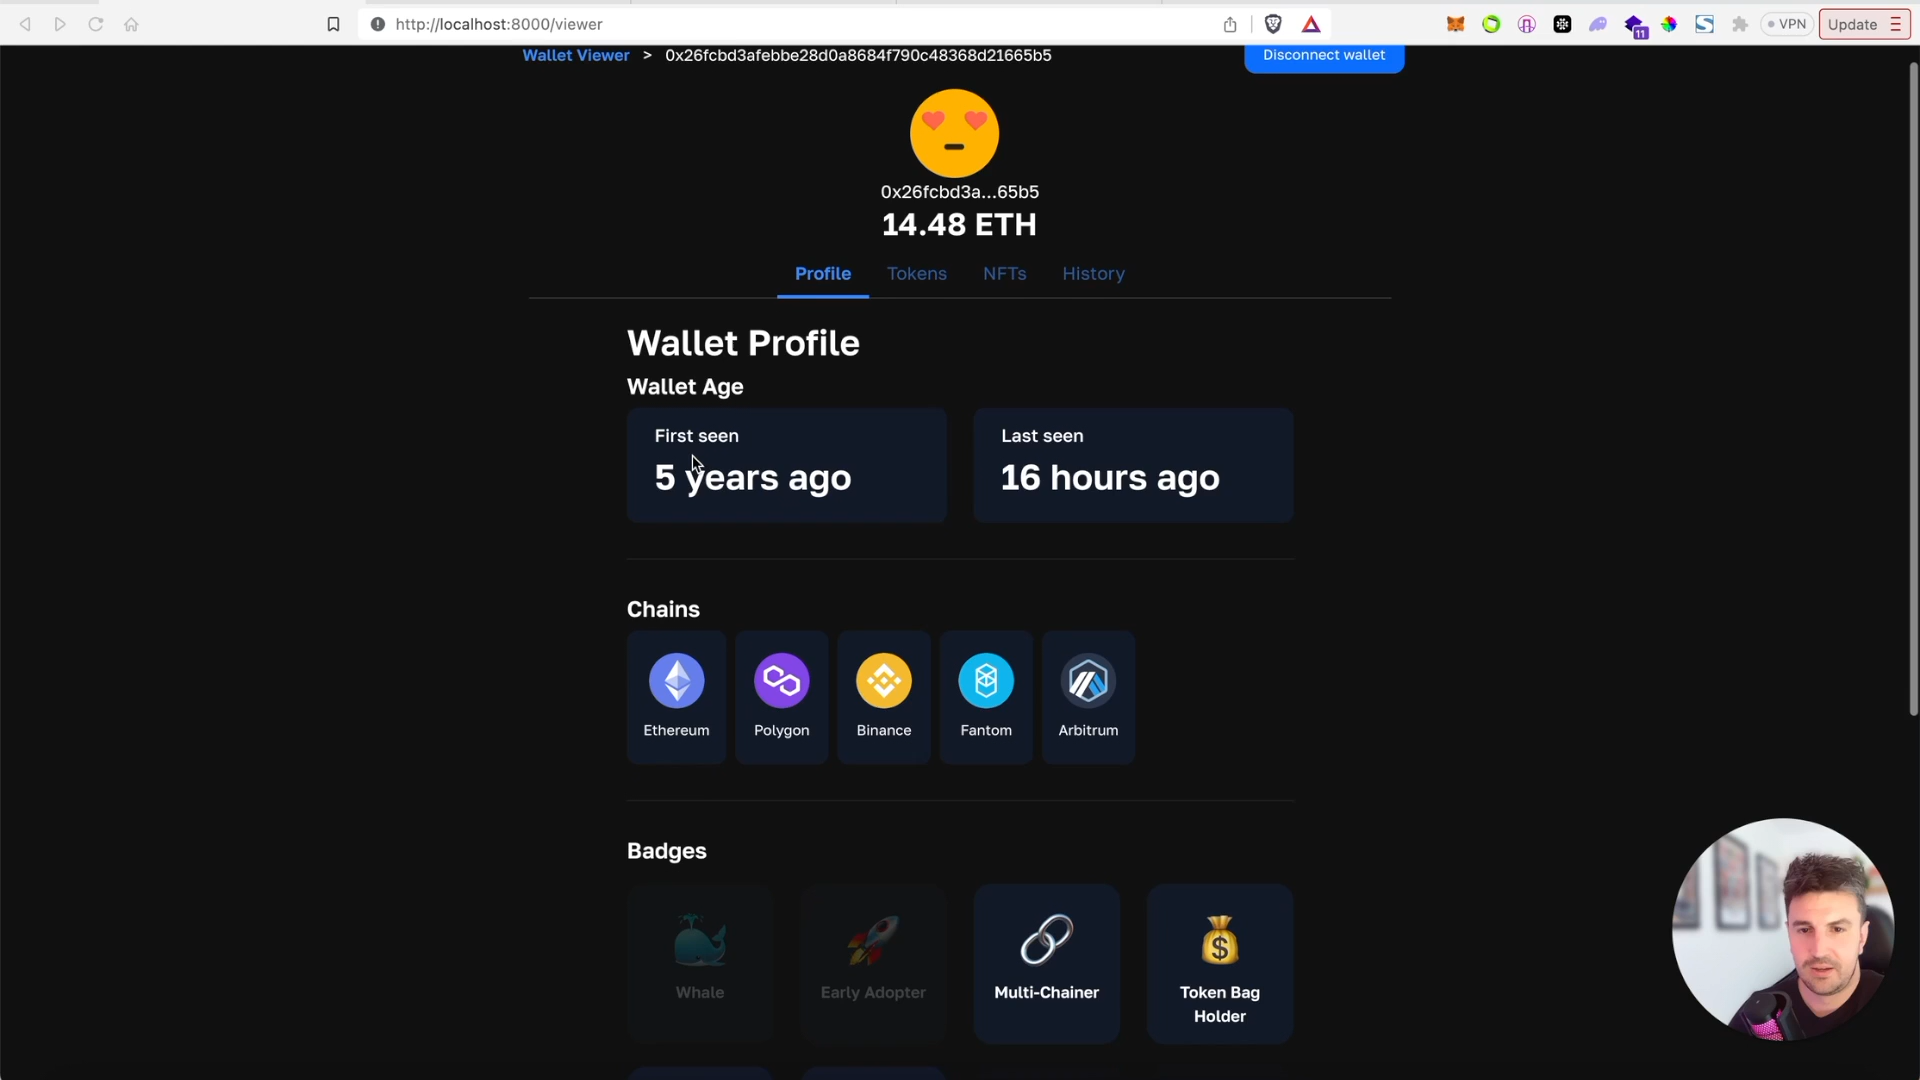 http://localhost:8000/viewer
11
VPN
Update
Wallet Viewer > 0x26fcbd3afebbe28d0a8684f790c48368d21665b5
Disconnect wallet
0x26fcbd3a...65b5
14.48 ETH
Profile
Tokens
NFTs
History
Wallet Profile
Wallet Age
First seen
5 years ago
Last seen
16 hours ago
Chains
Ethereum
Polygon
Binance
Fantom
Arbitrum
Badges
Whale
Early Adopter
Multi-Chainer
Token Bag
Holder